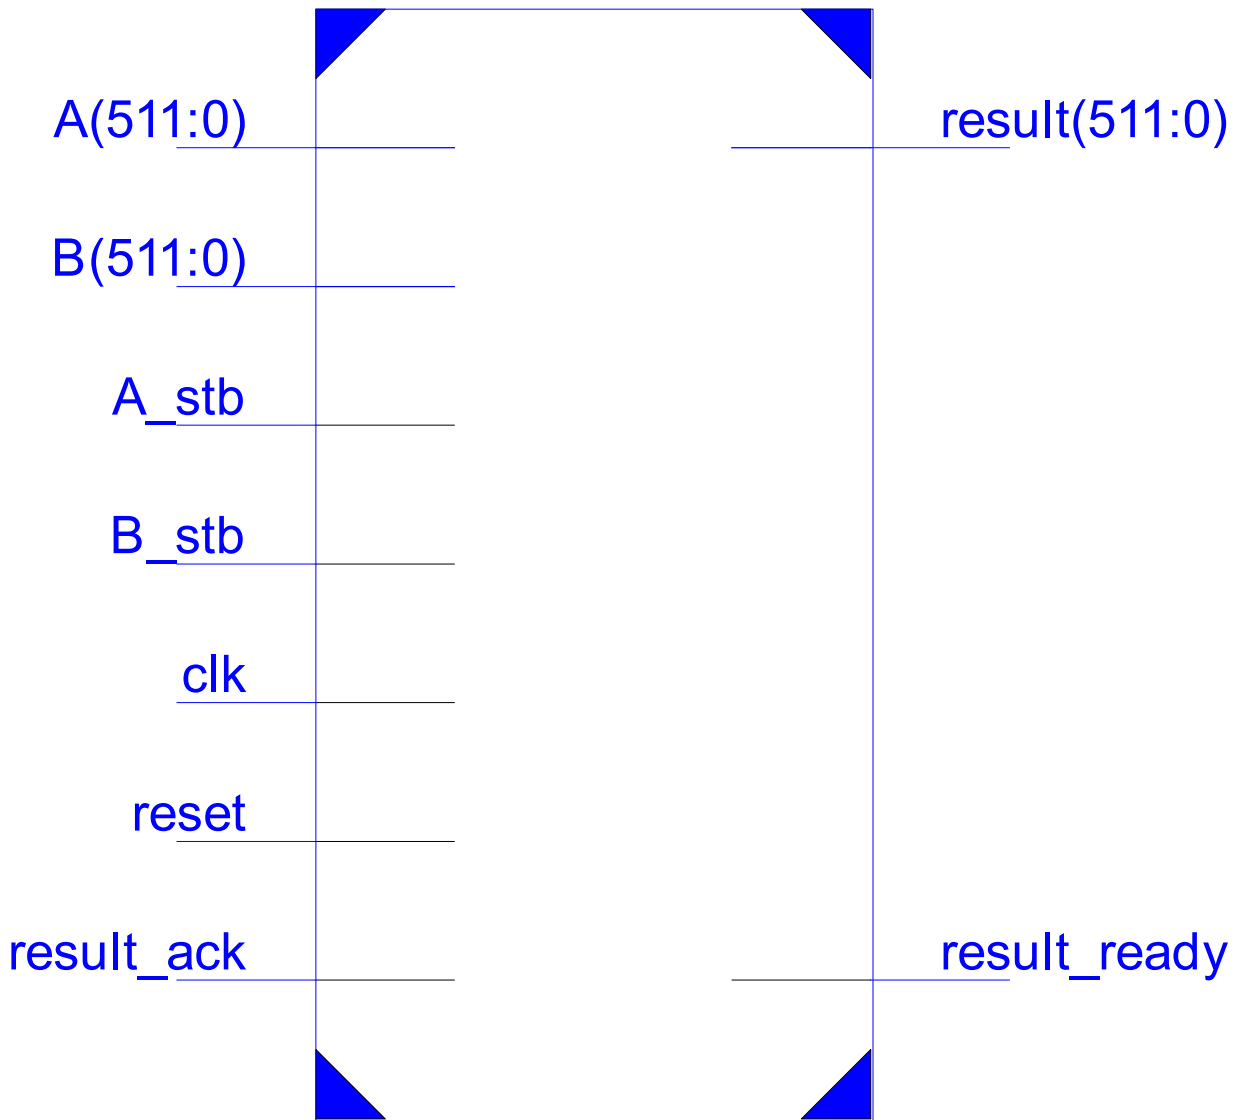 A(511:0)
result(511:0)
B(511:0)
A_stb
B_stb
clk
reset
result_ack
result_ready